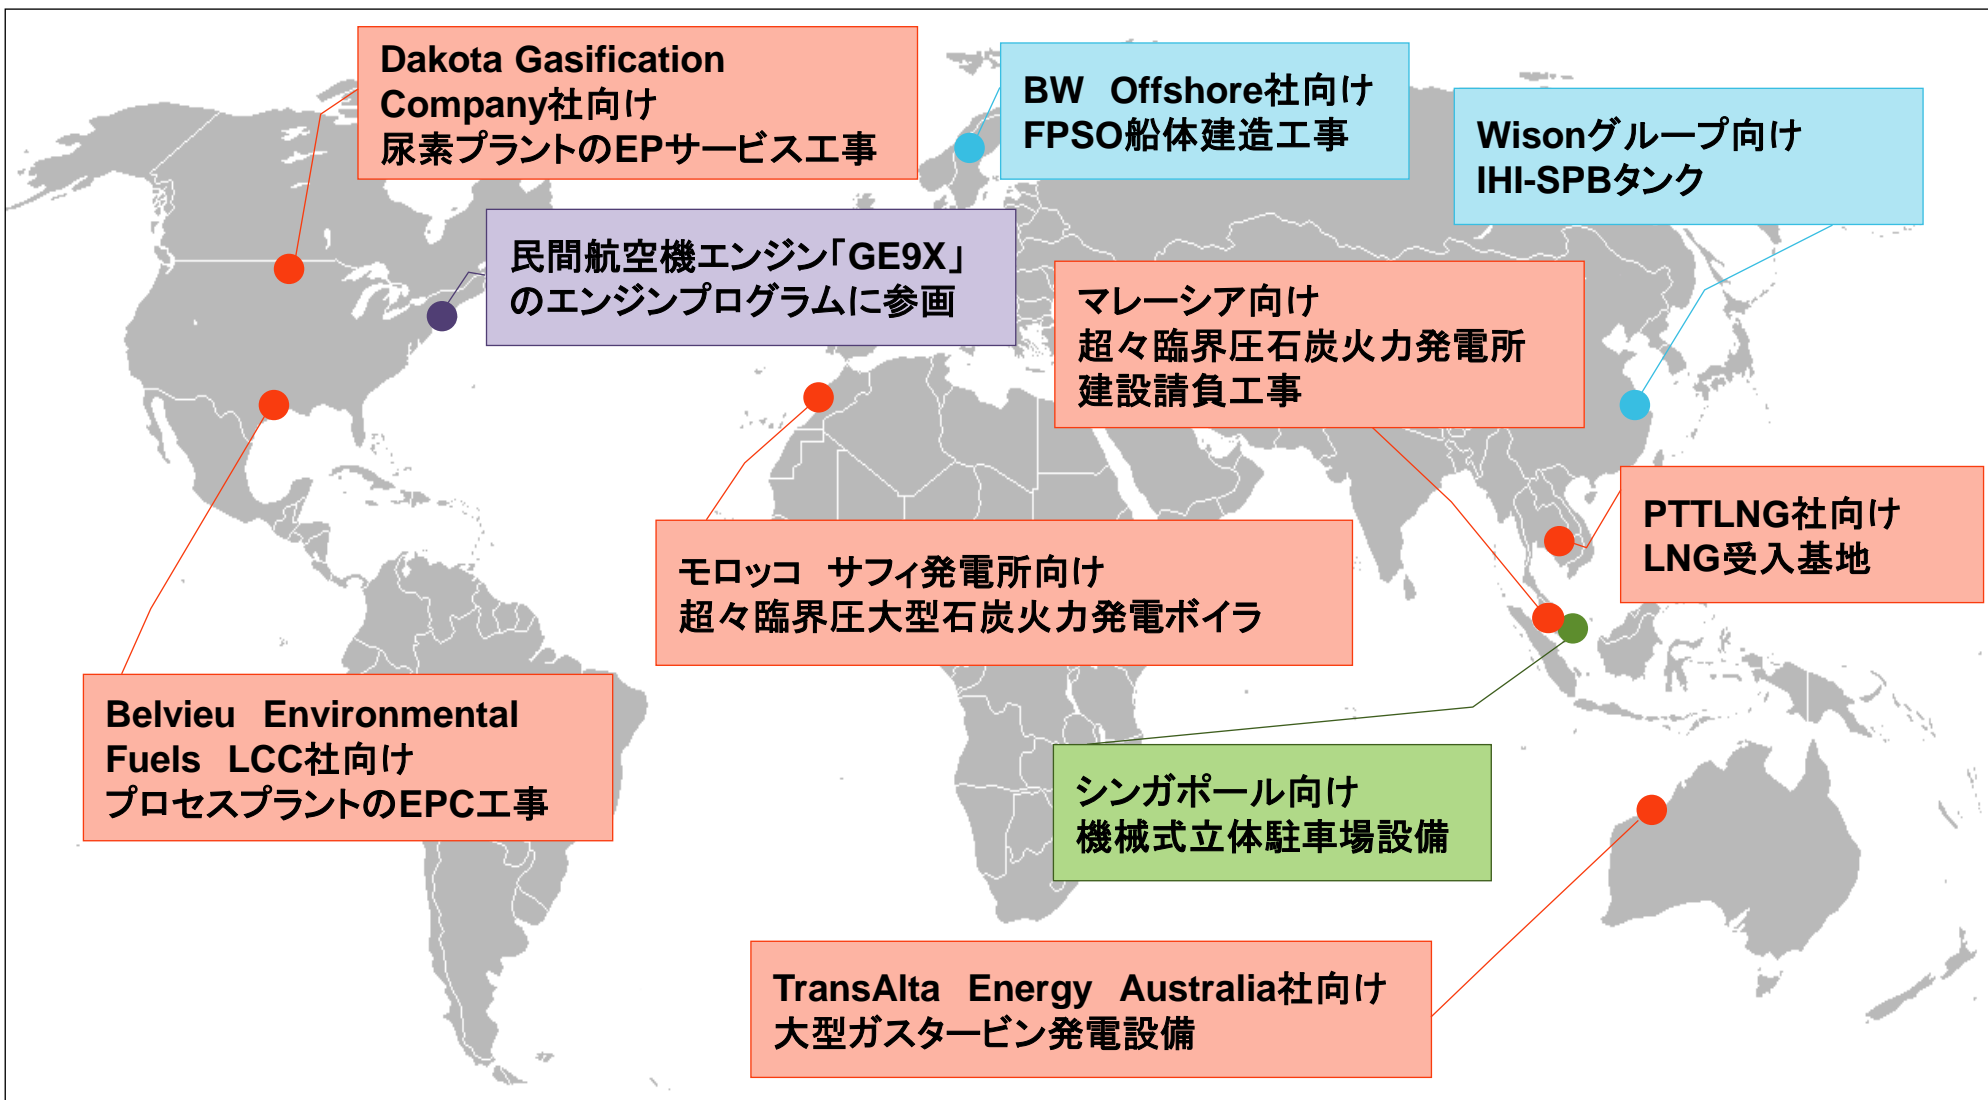 Dakota Gasification
Company社向け
尿素プラントのEPサービス工事
BW　Offshore社向け
FPSO船体建造工事
Wisonグループ向け
IHI-SPBタンク
民間航空機エンジン「GE9X」
のエンジンプログラムに参画
マレーシア向け
超々臨界圧石炭火力発電所
建設請負工事
PTTLNG社向け
LNG受入基地
モロッコ　サフィ発電所向け
超々臨界圧大型石炭火力発電ボイラ
Belvieu　Environmental
Fuels　LCC社向け
プロセスプラントのEPC工事
シンガポール向け
機械式立体駐車場設備
TransAlta　Energy　Australia社向け
大型ガスタービン発電設備